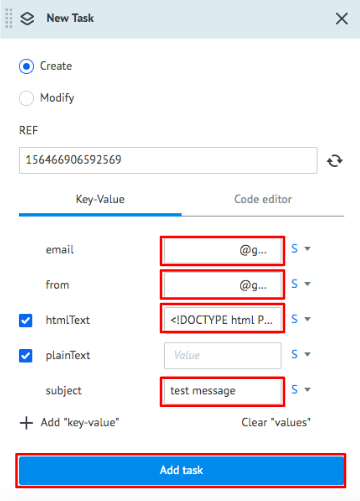 New Task
Create
Modify
REF
156466906592569
Key-Value Code editor
email @g... S
from @g... S
htmlText <!DOCTYPE html P... S
plainText Value S
subject test message S
Add "key-value" Clear "values"
Add task